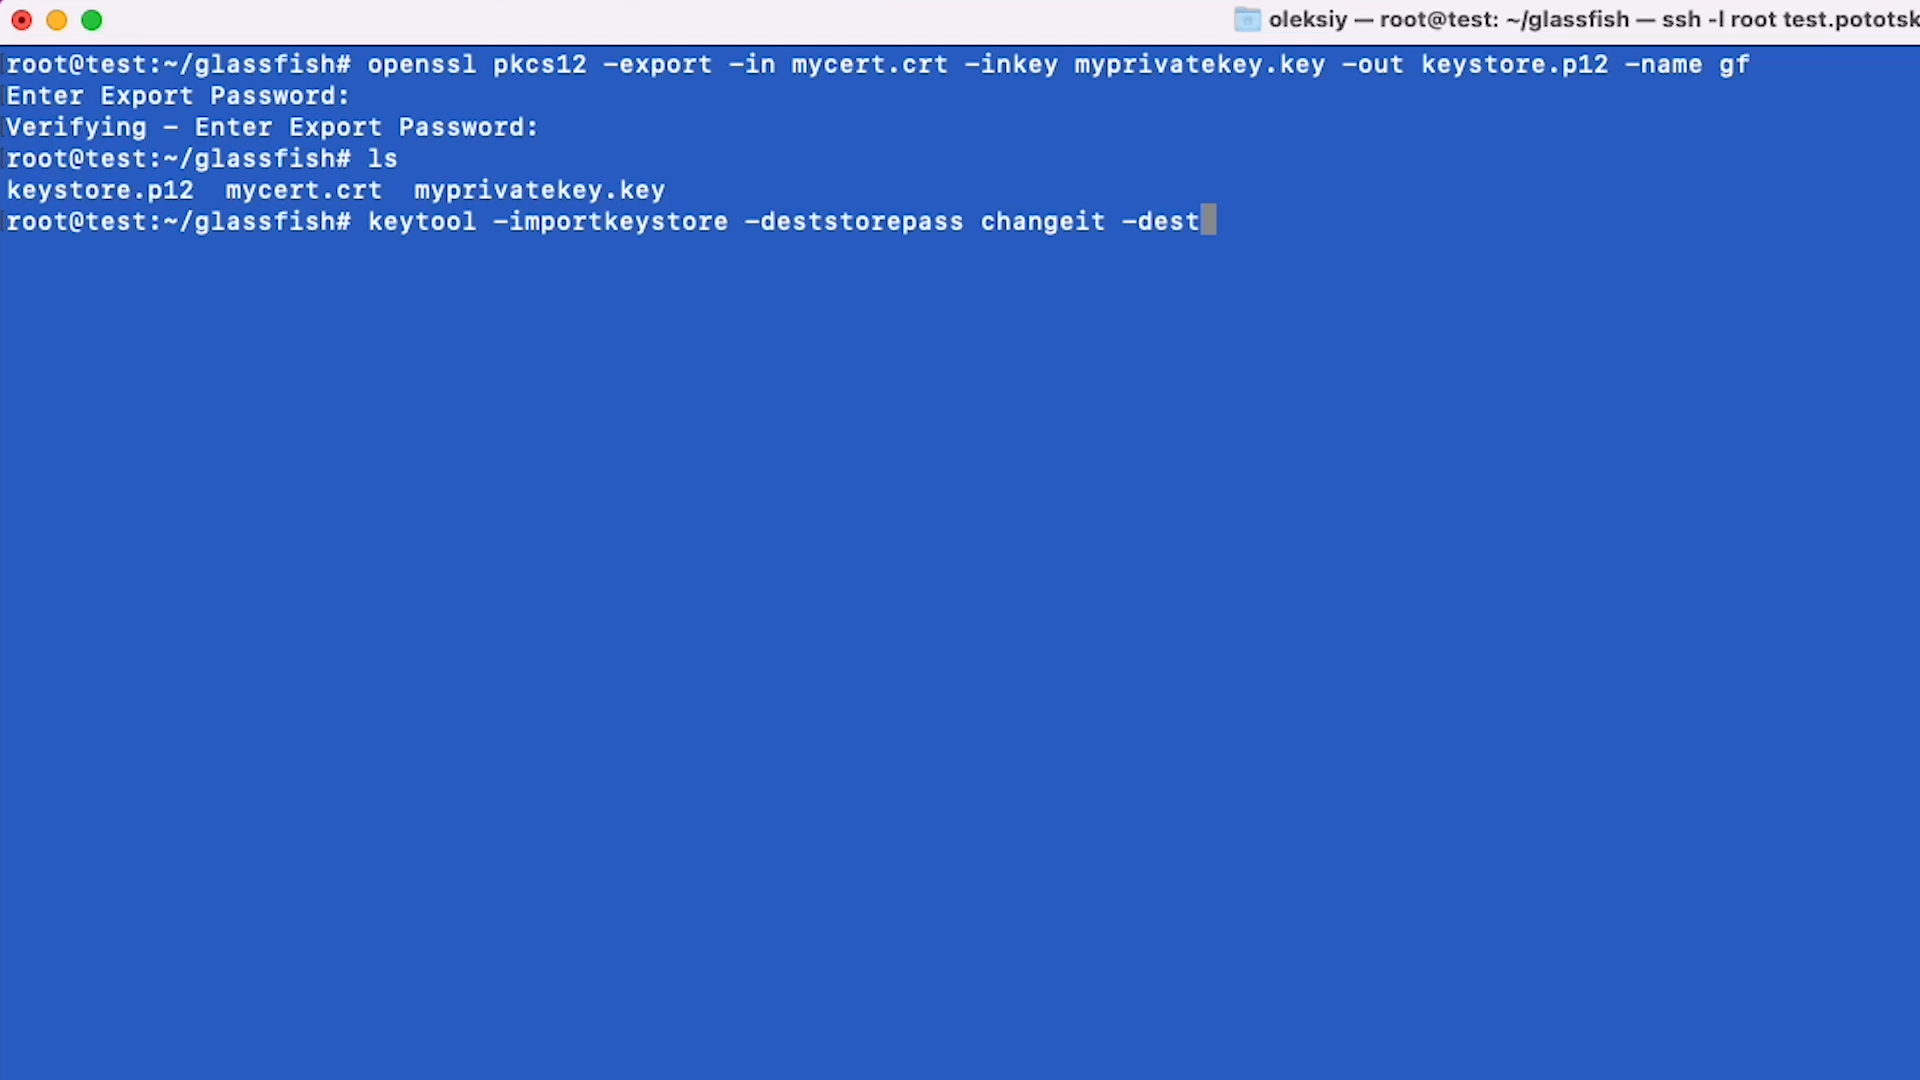 oleksiy — root@test: ~/glassfish — ssh -l root test.pototsk
root@test:~/glassfish# openssl pkcs12 -export -in mycert.crt -inkey myprivatekey.key -out keystore.p12 -name gf
Enter Export Password:
Verifying - Enter Export Password:
root@test:~/glassfish# ls
keystore.p12  mycert.crt  myprivatekey.key
root@test:~/glassfish# keytool -importkeystore -deststorepass changeit -dest